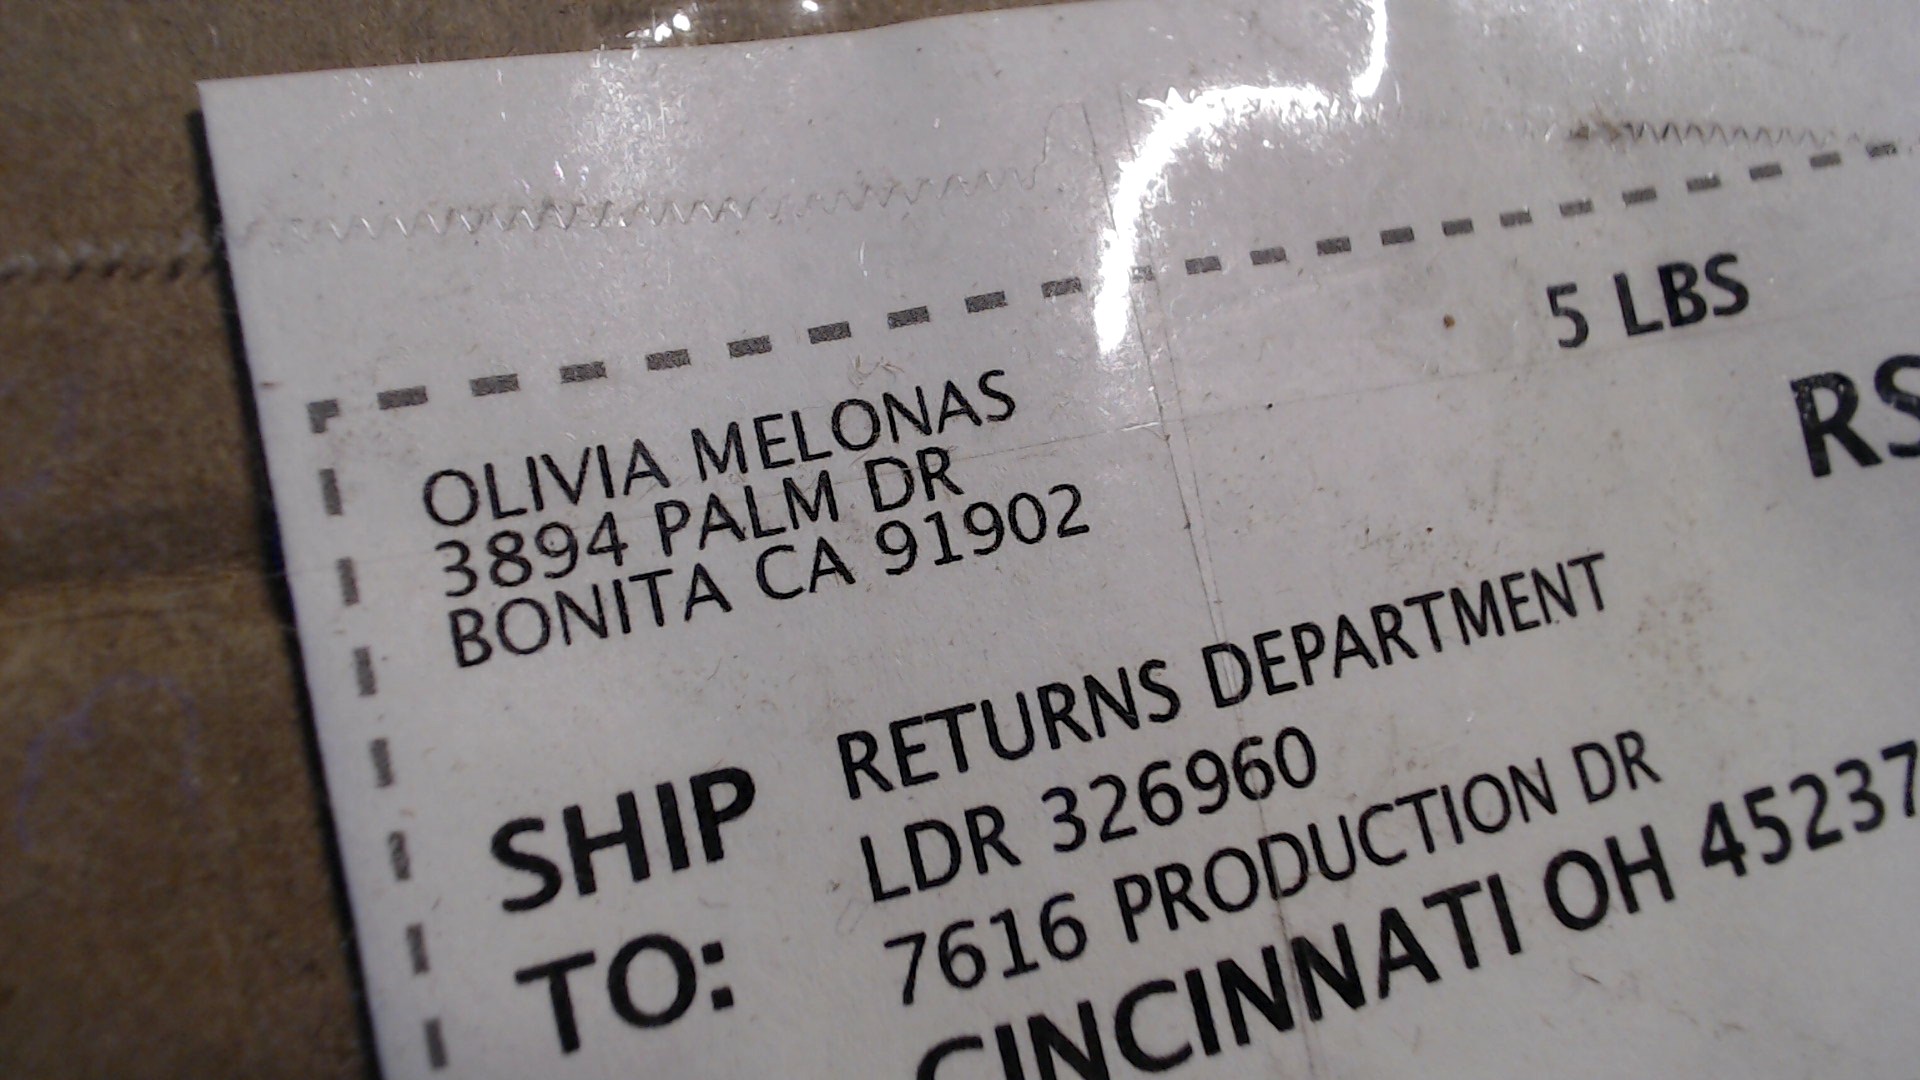 5 LBS
RS
OLIVIA MELONAS
3894 PALM DR
BONITA CA 91902
SHIP TO:
RETURNS DEPARTMENT
LDR 326960
7616 PRODUCTION DR
CINCINNATI OH 45237